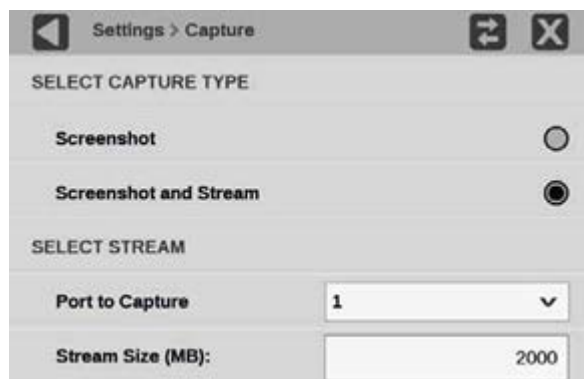 Settings > Capture
SELECT CAPTURE TYPE
Screenshot
Screenshot and Stream
SELECT STREAM
Port to Capture 1
Stream Size (MB): 2000